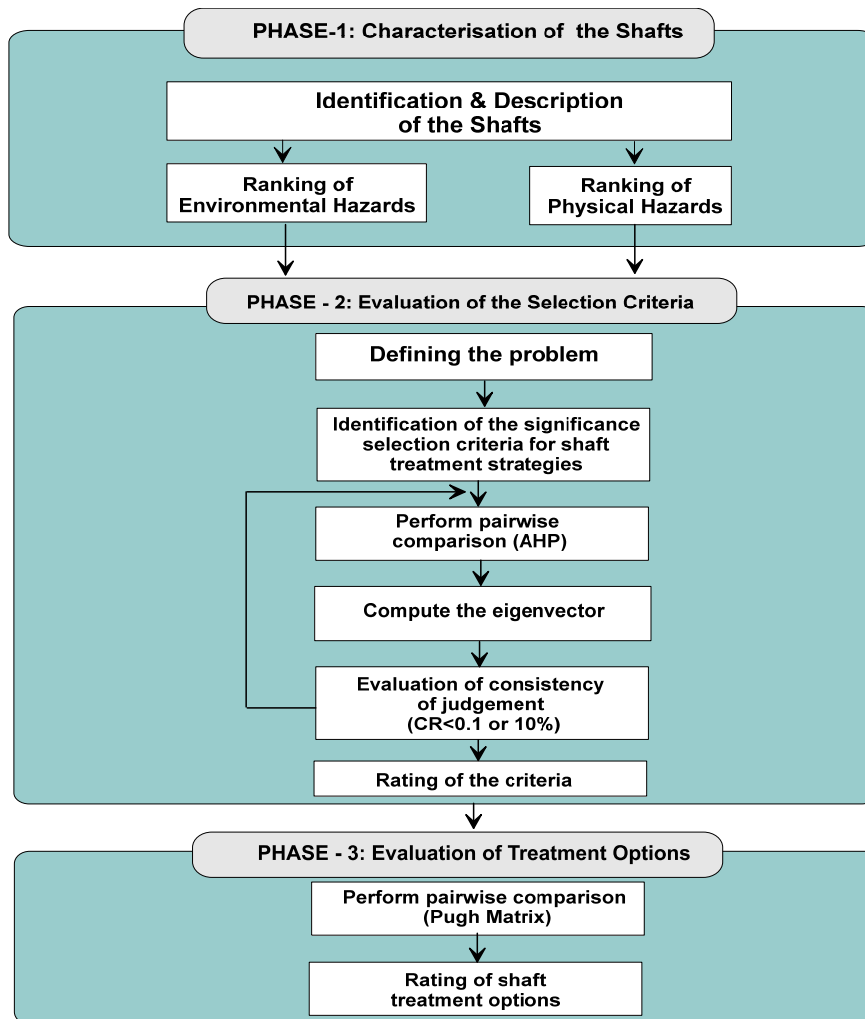 PHASE-1: Characterisation of the Shafts
Identification & Description
of the Shafts
Ranking of
Environmental Hazards
Ranking of
Physical Hazards
PHASE - 2: Evaluation of the Selection Criteria
Defining the problem
Identification of the significance
selection criteria for shaft
treatment strategies
Perform pairwise
comparison (AHP)
Compute the eigenvector
Evaluation of consistency
of judgement
(CR<0.1 or 10%)
Rating of the criteria
PHASE - 3: Evaluation of Treatment Options
Perform pairwise comparison
(Pugh Matrix)
Rating of shaft
treatment options